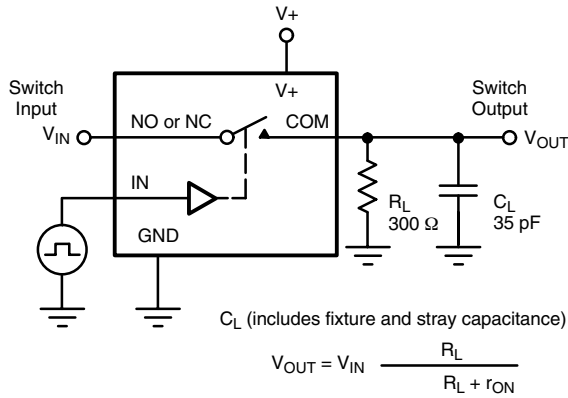 V+
V+
Switch
Input
Switch
Output
NO or NC
COM
V_IN
V_OUT
IN
R_L
300 Ω
C_L
35 pF
GND
C_L (includes fixture and stray capacitance)
V_OUT = V_IN R_L / R_L + r_ON